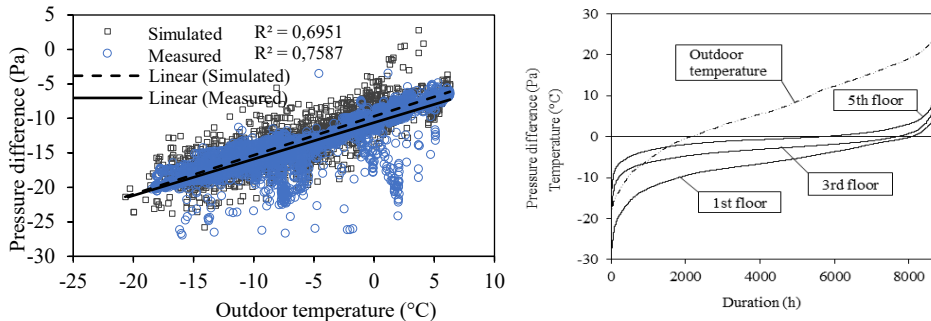 Simulated R² = 0,6951
Measured R² = 0,7587
Linear (Simulated)
Linear (Measured)
Pressure difference (Pa)
5
0
-5
-10
-15
-20
-25
-30
-25 -20 -15 -10 -5 0 5 10
Outdoor temperature (°C)
Pressure difference (Pa)
Temperature (°C)
30
20
10
0
-10
-20
-30
Outdoor
temperature
5th floor
3rd floor
1st floor
0 2000 4000 6000 8000
Duration (h)